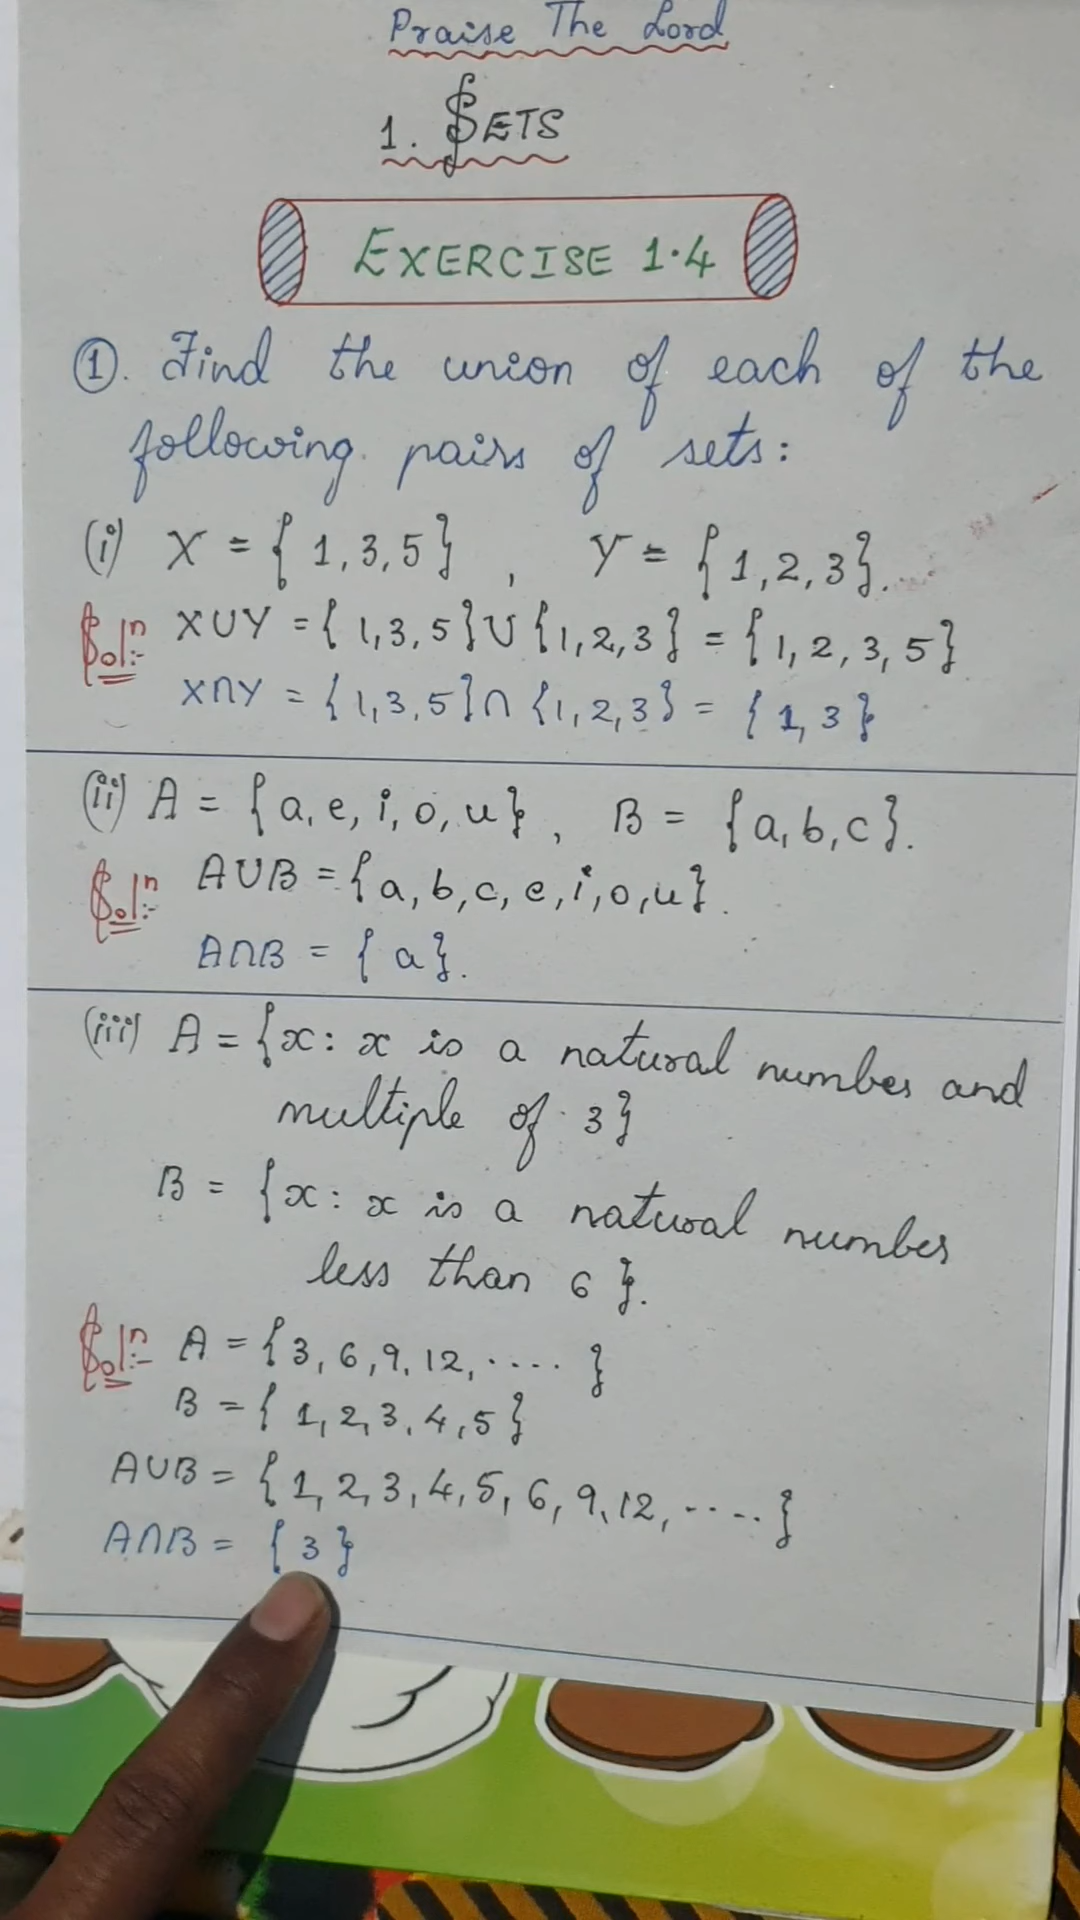 Praise The Lord
1. SETS
EXERCISE 1.4
①. Find the union of each of the
following pairs of sets:
(i) X = { 1, 3, 5 } , Y = { 1, 2, 3 }.
Solⁿ:- X∪Y = { 1, 3, 5 } ∪ { 1, 2, 3 } = { 1, 2, 3, 5 }
X∩Y = { 1, 3, 5 } ∩ { 1, 2, 3 } = { 1, 3 }
(ii) A = { a, e, i, o, u } , B = { a, b, c }.
Solⁿ:- A∪B = { a, b, c, e, i, o, u }.
A∩B = { a }.
(iii) A = { x : x is a natural number and
multiple of 3 }
B = { x : x is a natural number
less than 6 }.
Solⁿ:- A = { 3, 6, 9, 12, ..... }
B = { 1, 2, 3, 4, 5 }
A∪B = { 1, 2, 3, 4, 5, 6, 9, 12, ..... }
A∩B = { 3 }